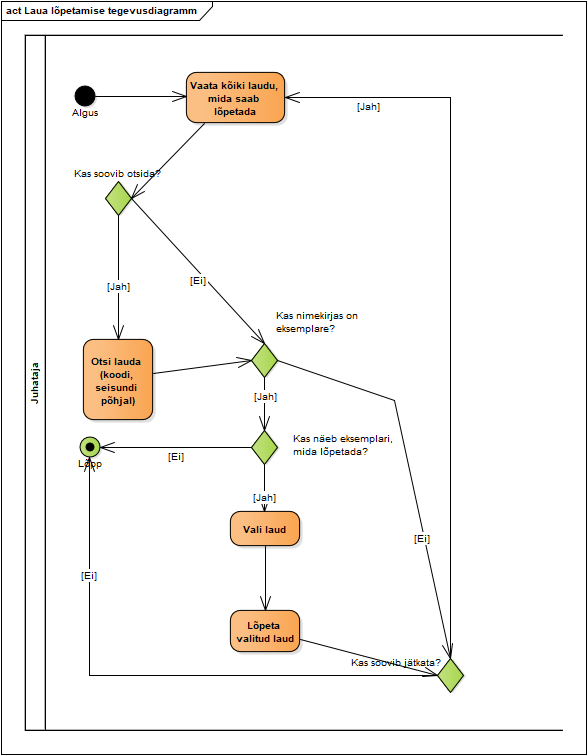 act Laua lõpetamise tegevusdiagramm
Juhataja
Algus
Vaata kõiki laudu,
mida saab
lõpetada
[Jah]
Kas soovib otsida?
[Jah]
[Ei]
Kas nimekirjas on
eksemplare?
Otsi lauda
(koodi,
seisundi
põhjal)
[Jah]
Kas näeb eksemplari,
mida lõpetada?
[Ei]
Lõpp
[Jah]
Vali laud
[Ei]
[Ei]
Lõpeta
valitud laud
Kas soovib jätkata?